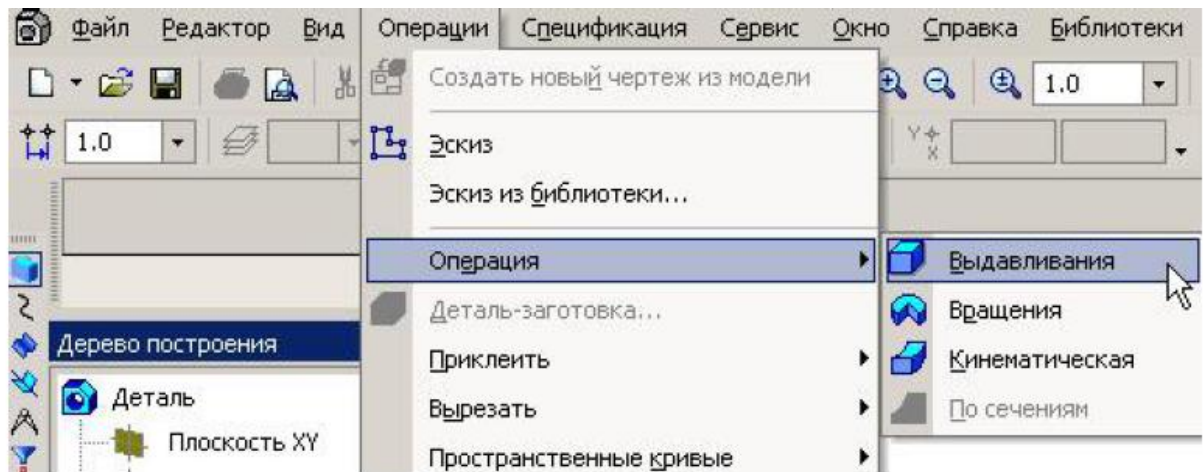 Файл Редактор Вид Операции Спецификация Сервис Окно Справка Библиотеки
Создать новый чертеж из модели
1.0
1.0
Эскиз
Эскиз из библиотеки...
Операция
Выдавливания
Деталь-заготовка...
Вращения
Дерево построения
Приклеить
Кинематическая
Деталь
Вырезать
По сечениям
Плоскость XY
Пространственные кривые